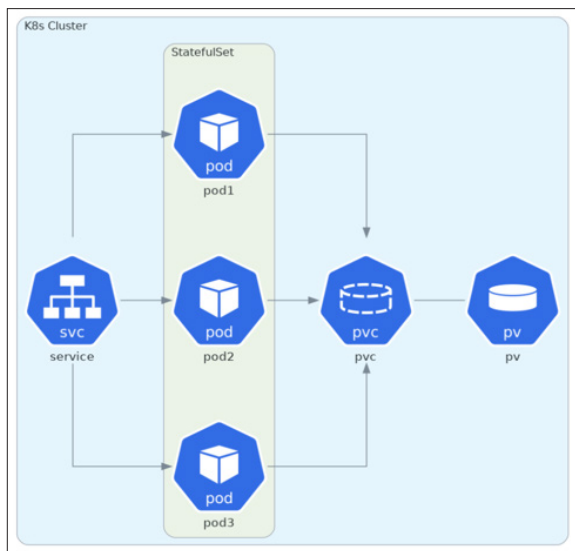 K8s Cluster
StatefulSet
pod
pod1
svc
service
pod
pod2
pvc
pvc
pv
pv
pod
pod3